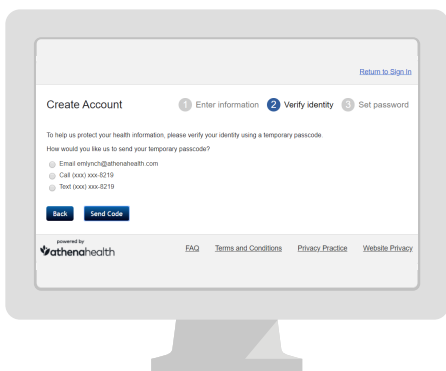 Return to Sign In
Create Account
1 Enter information 2 Verify identity 3 Set password
To help us protect your health information, please verify your identity using a temporary passcode.
How would you like us to send your temporary passcode?
Email emlynch@athenahealth.com
Call (xxx) xxx-8219
Text (xxx) xxx-8219
Back Send Code
powered by
athenahealth FAQ Terms and Conditions Privacy Practice Website Privacy